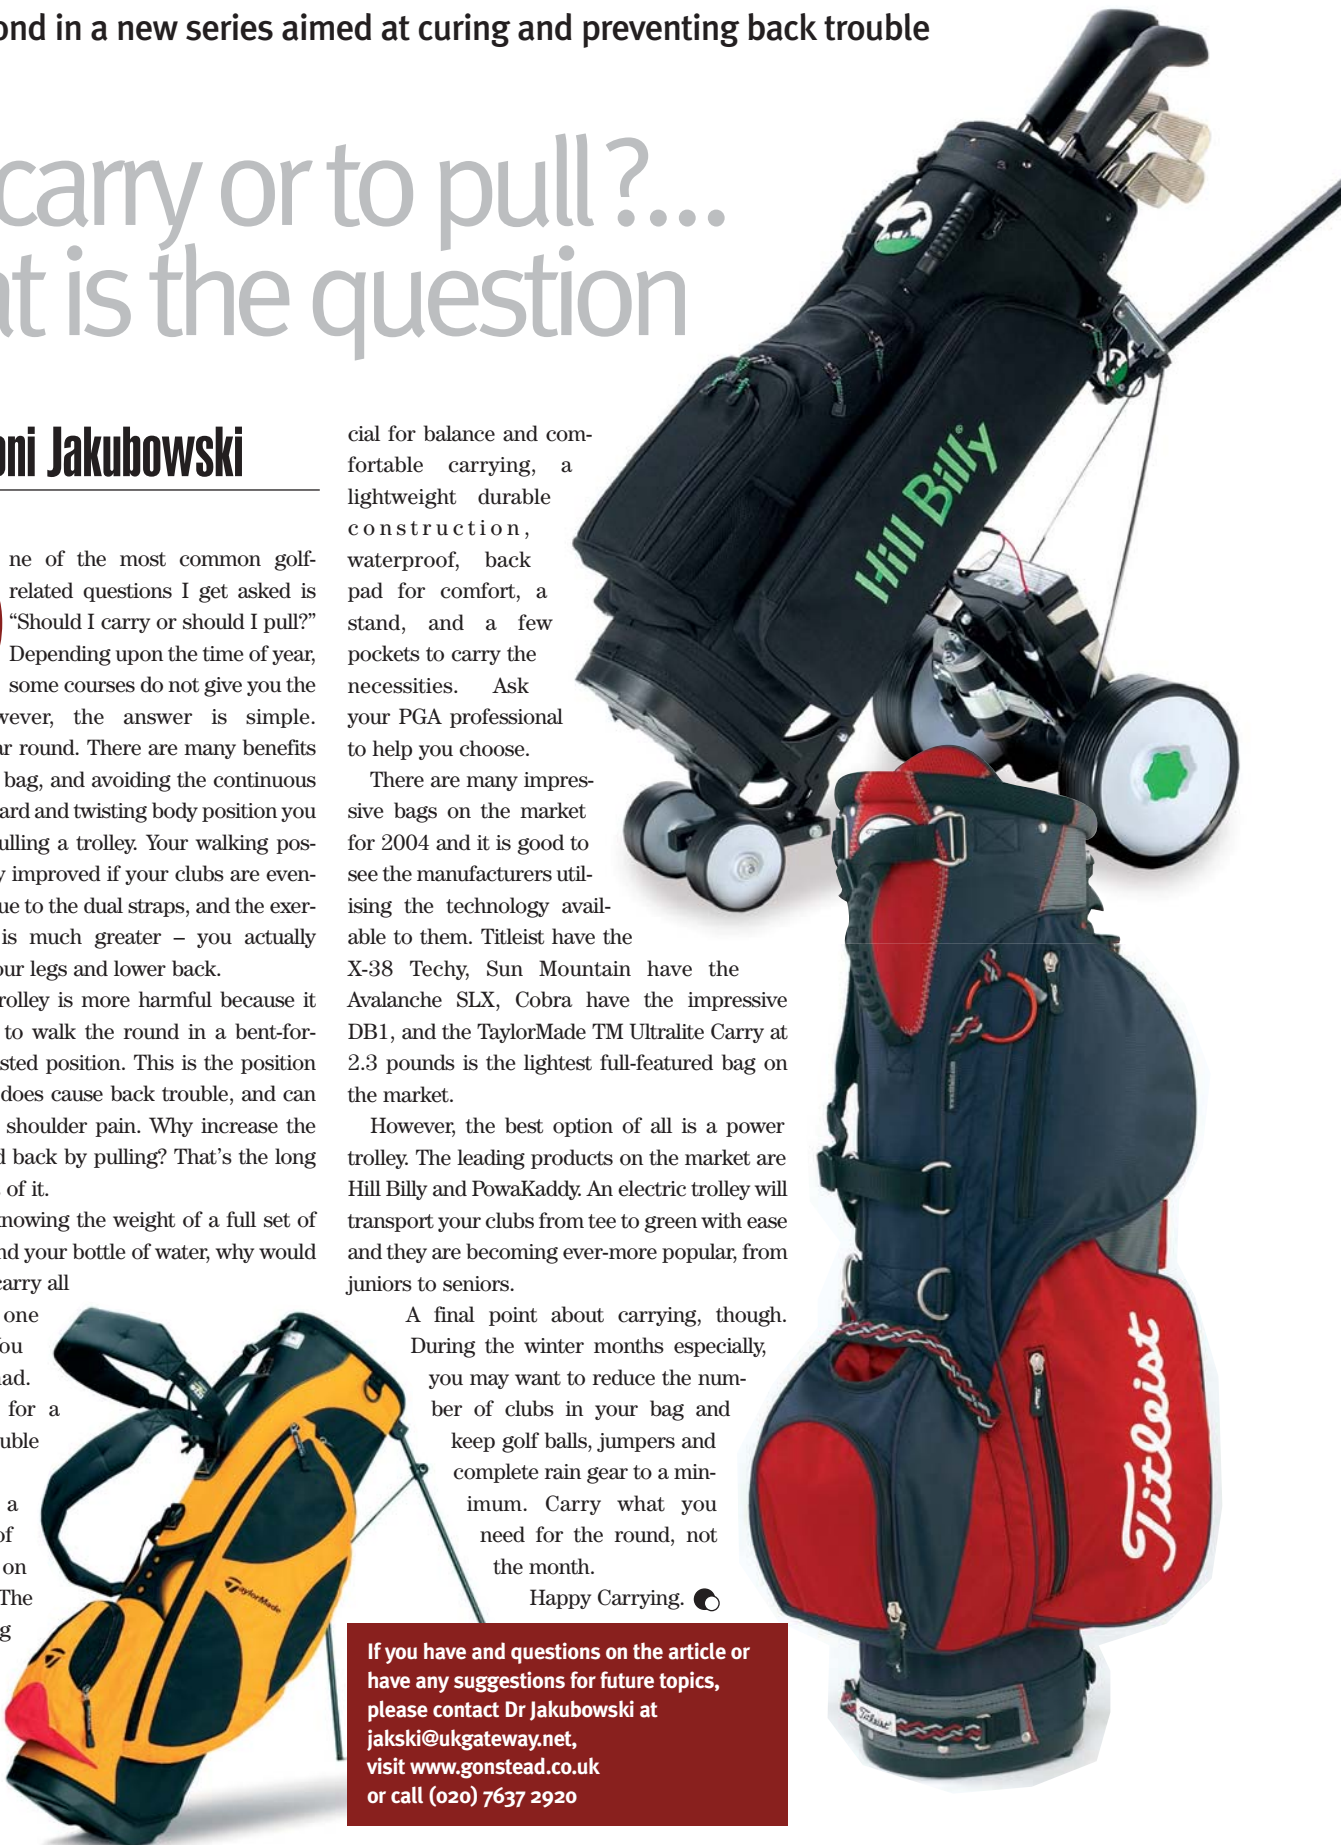 ond in a new series aimed at curing and preventing back trouble
carry or to pull?...
at is the question
oni Jakubowski
ne of the most common golf-
related questions I get asked is
“Should I carry or should I pull?”
Depending upon the time of year,
some courses do not give you the
wever, the answer is simple.
ar round. There are many benefits
bag, and avoiding the continuous
ard and twisting body position you
ulling a trolley. Your walking pos-
y improved if your clubs are even-
ue to the dual straps, and the exer-
is much greater – you actually
our legs and lower back.
rolley is more harmful because it
to walk the round in a bent-for-
sted position. This is the position
does cause back trouble, and can
shoulder pain. Why increase the
d back by pulling? That’s the long
of it.
knowing the weight of a full set of
nd your bottle of water, why would
carry all
one
ou
ad.
for a
uble
a
of
on
The
g
cial for balance and com-
fortable carrying, a
lightweight durable
construction,
waterproof, back
pad for comfort, a
stand, and a few
pockets to carry the
necessities. Ask
your PGA professional
to help you choose.
There are many impres-
sive bags on the market
for 2004 and it is good to
see the manufacturers util-
ising the technology avail-
able to them. Titleist have the
X-38 Techy, Sun Mountain have the
Avalanche SLX, Cobra have the impressive
DB1, and the TaylorMade TM Ultralite Carry at
2.3 pounds is the lightest full-featured bag on
the market.
However, the best option of all is a power
trolley. The leading products on the market are
Hill Billy and PowaKaddy. An electric trolley will
transport your clubs from tee to green with ease
and they are becoming ever-more popular, from
juniors to seniors.
A final point about carrying, though.
During the winter months especially,
you may want to reduce the num-
ber of clubs in your bag and
keep golf balls, jumpers and
complete rain gear to a min-
imum. Carry what you
need for the round, not
the month.
Happy Carrying.
If you have and questions on the article or
have any suggestions for future topics,
please contact Dr Jakubowski at
jakski@ukgateway.net,
visit www.gonstead.co.uk
or call (020) 7637 2920
Hill Billy®
TaylorMade
Titleist
Titleist